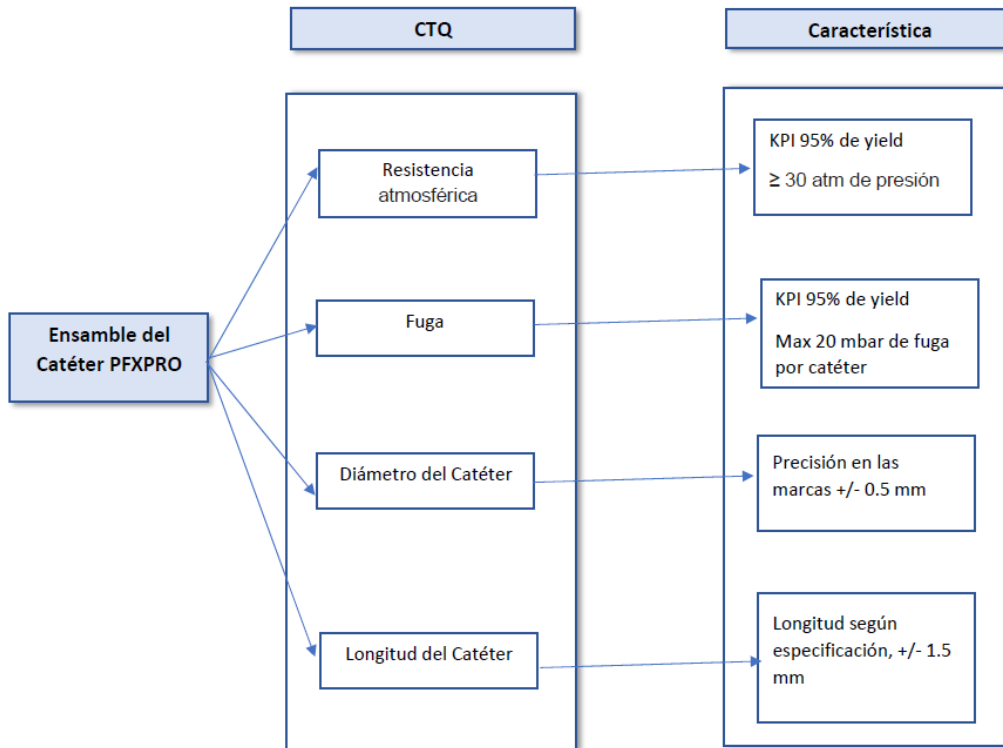 CTQ
Característica
Ensamble del
Catéter PFXPRO
Resistencia
atmosférica
KPI 95% de yield
≥ 30 atm de presión
Fuga
KPI 95% de yield
Max 20 mbar de fuga
por catéter
Diámetro del Catéter
Precisión en las
marcas +/- 0.5 mm
Longitud del Catéter
Longitud según
especificación, +/- 1.5
mm